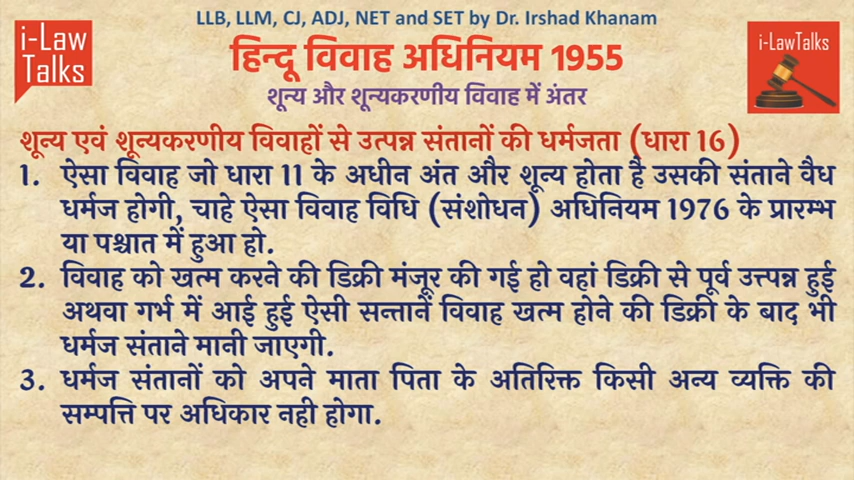 LLB, LLM, CJ, ADJ, NET and SET by Dr. Irshad Khanam
i-Law
Talks
i-LawTalks
हिन्दू विवाह अधिनियम 1955
शून्य और शून्यकरणीय विवाह में अंतर
शून्य एवं शून्यकरणीय विवाहों से उत्पन्न संतानों की धर्मजता (धारा 16)
1. ऐसा विवाह जो धारा 11 के अधीन अंत और शून्य होता है उसकी संताने वैध
धर्मज होगी, चाहे ऐसा विवाह विधि (संशोधन) अधिनियम 1976 के प्रारम्भ
या पश्चात में हुआ हो.
2. विवाह को खत्म करने की डिक्री मंजूर की गई हो वहां डिक्री से पूर्व उत्त्पन्न हुई
अथवा गर्भ में आई हुई ऐसी सन्तानें विवाह खत्म होने की डिक्री के बाद भी
धर्मज संताने मानी जाएगी.
3. धर्मज संतानों को अपने माता पिता के अतिरिक्त किसी अन्य व्यक्ति की
सम्पत्ति पर अधिकार नही होगा.